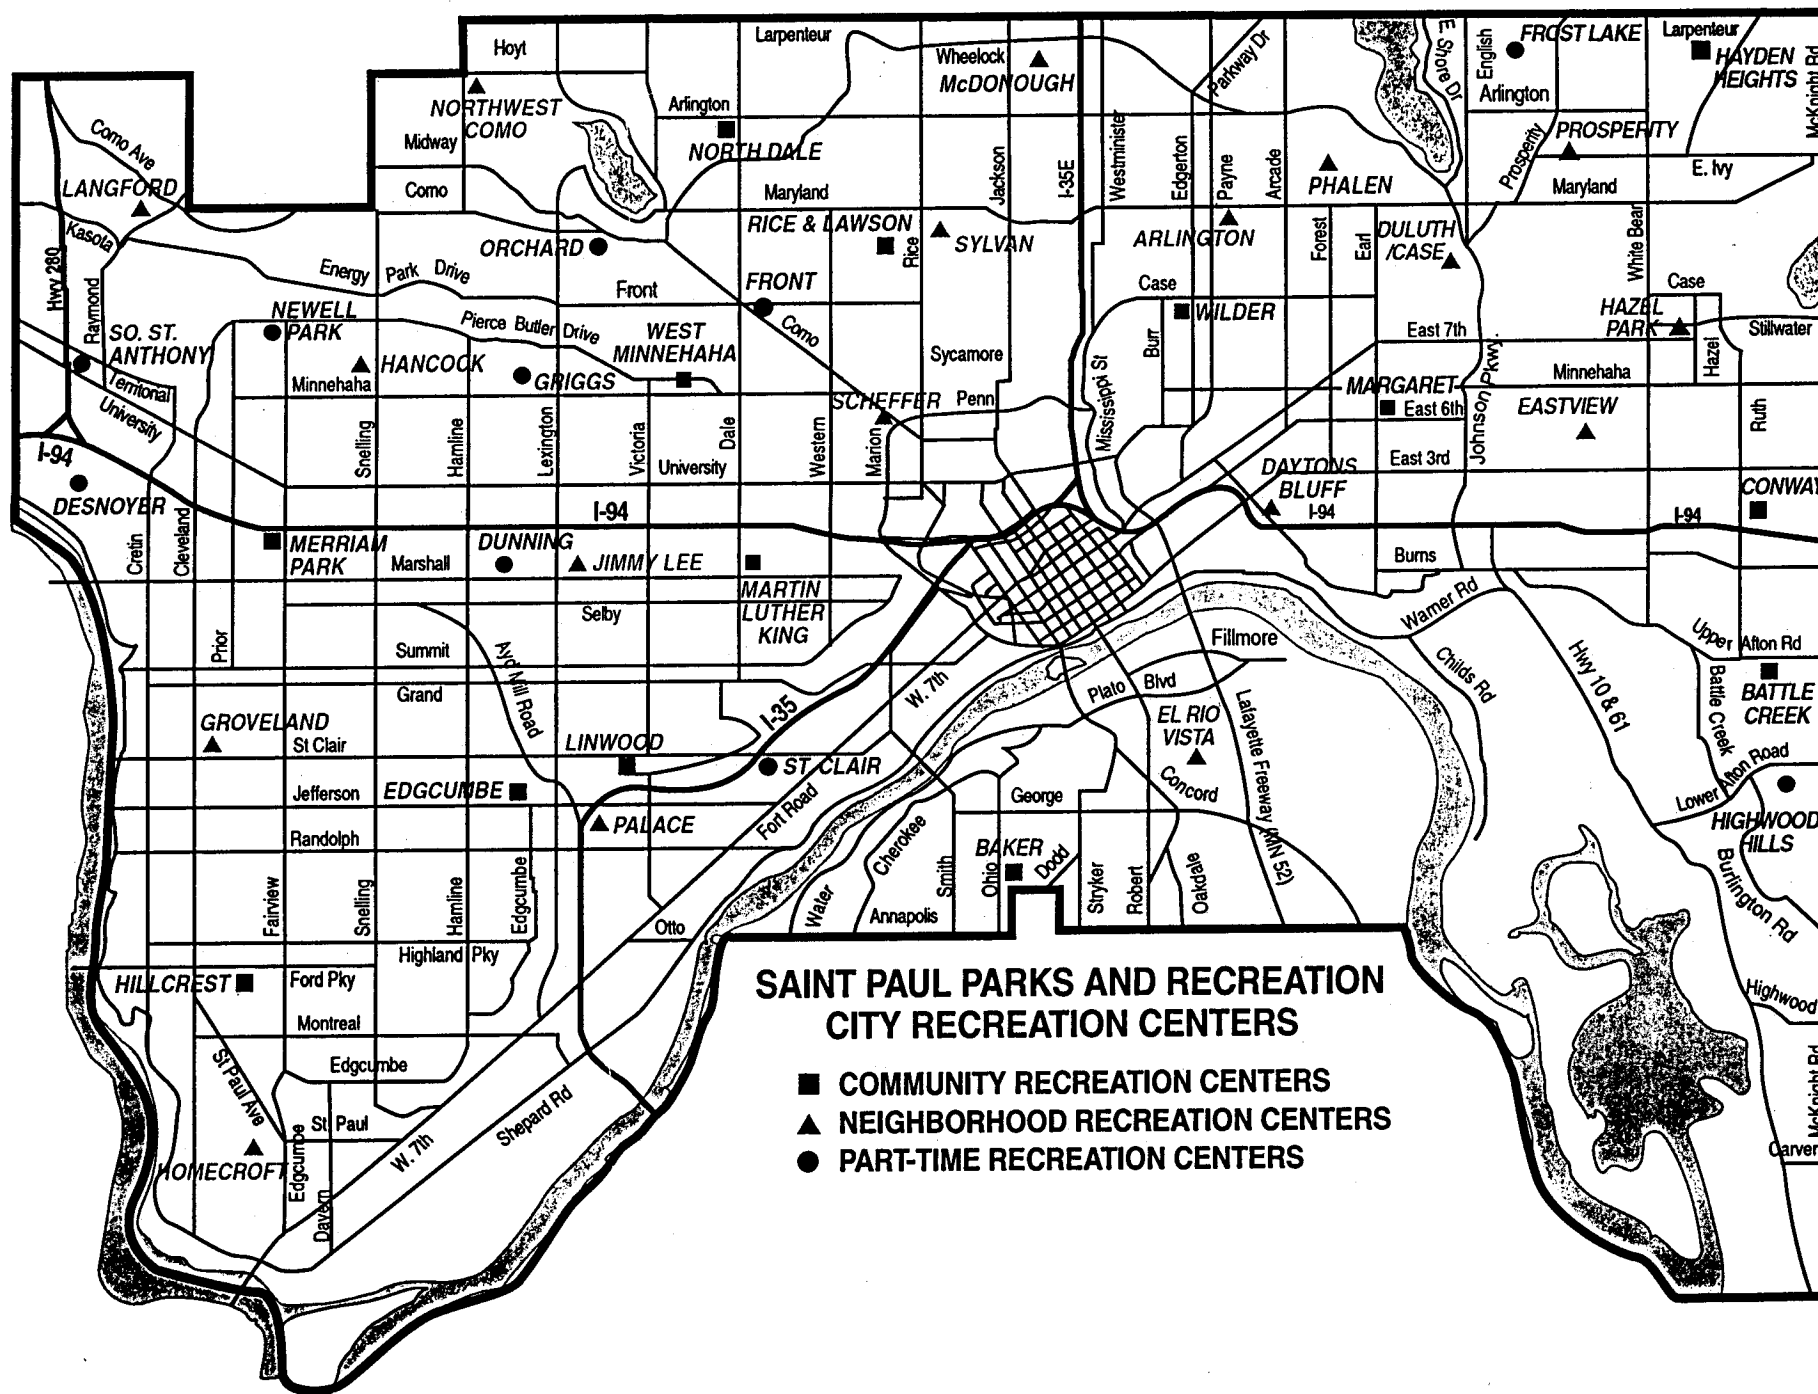 Hoyt
Larpenteur
Wheelock
McDONOUGH
Parkway Dr
E. Shore Dr
English
FROST LAKE
Larpenteur
HAYDEN
HEIGHTS
McKnight Rd
NORTHWEST
COMO
Arlington
Arlington
Como Ave
Midway
NORTH DALE
Westminister
Prosperity
PROSPERITY
LANGFORD
Como
Maryland
Jackson
I-35E
Edgerton
Payne
Arcade
PHALEN
Maryland
E. Ivy
Kasota
ORCHARD
RICE & LAWSON
Rice
SYLVAN
ARLINGTON
Forest
Earl
DULUTH
/CASE
White Bear
Hwy 280
Raymond
Energy Park Drive
Front
FRONT
Case
Case
NEWELL
PARK
Pierce Butler Drive
WEST
MINNEHAHA
Como
WILDER
HAZEL
PARK
SO. ST.
ANTHONY
Burr
East 7th
Stillwater
HANCOCK
GRIGGS
Sycamore
Mississippi St
Johnson Pkwy.
Minnehaha
Hazel
Territorial
Minnehaha
SCHEFFER
Penn
MARGARET
East 6th
EASTVIEW
University
Ruth
I-94
Snelling
Hamline
Lexington
Victoria
Dale
Western
Marion
University
DAYTONS
BLUFF
East 3rd
CONWAY
DESNOYER
I-94
I-94
I-94
Cretin
Cleveland
MERRIAM
PARK
Marshall
DUNNING
JIMMY LEE
MARTIN
LUTHER
KING
Burns
Selby
Warner Rd
Prior
Summit
Ayd Mill Road
Fillmore
Upper Afton Rd
Grand
W. 7th
Plato Blvd
Childs Rd
Hwy 10 & 61
Battle Creek
BATTLE
CREEK
GROVELAND
I-35
EL RIO
VISTA
Lafayette Freeway (MN 52)
St Clair
LINWOOD
ST. CLAIR
Concord
Lower Afton Road
Jefferson
EDGCUMBE
George
HIGHWOOD
HILLS
PALACE
Fort Road
Randolph
Cherokee
BAKER
Burlington Rd
Fairview
Snelling
Hamline
Edgcumbe
Water
Smith
Ohio
Dodd
Stryker
Robert
Oakdale
Otto
Annapolis
Highland Pky
HILLCREST
Ford Pky
Highwood
Montreal
St Paul Ave
Edgcumbe
McKnight Rd
St. Paul
Shepard Rd
W. 7th
HOMECROFT
Edgcumbe
Davern
Carver
SAINT PAUL PARKS AND RECREATION
CITY RECREATION CENTERS
COMMUNITY RECREATION CENTERS
NEIGHBORHOOD RECREATION CENTERS
PART-TIME RECREATION CENTERS